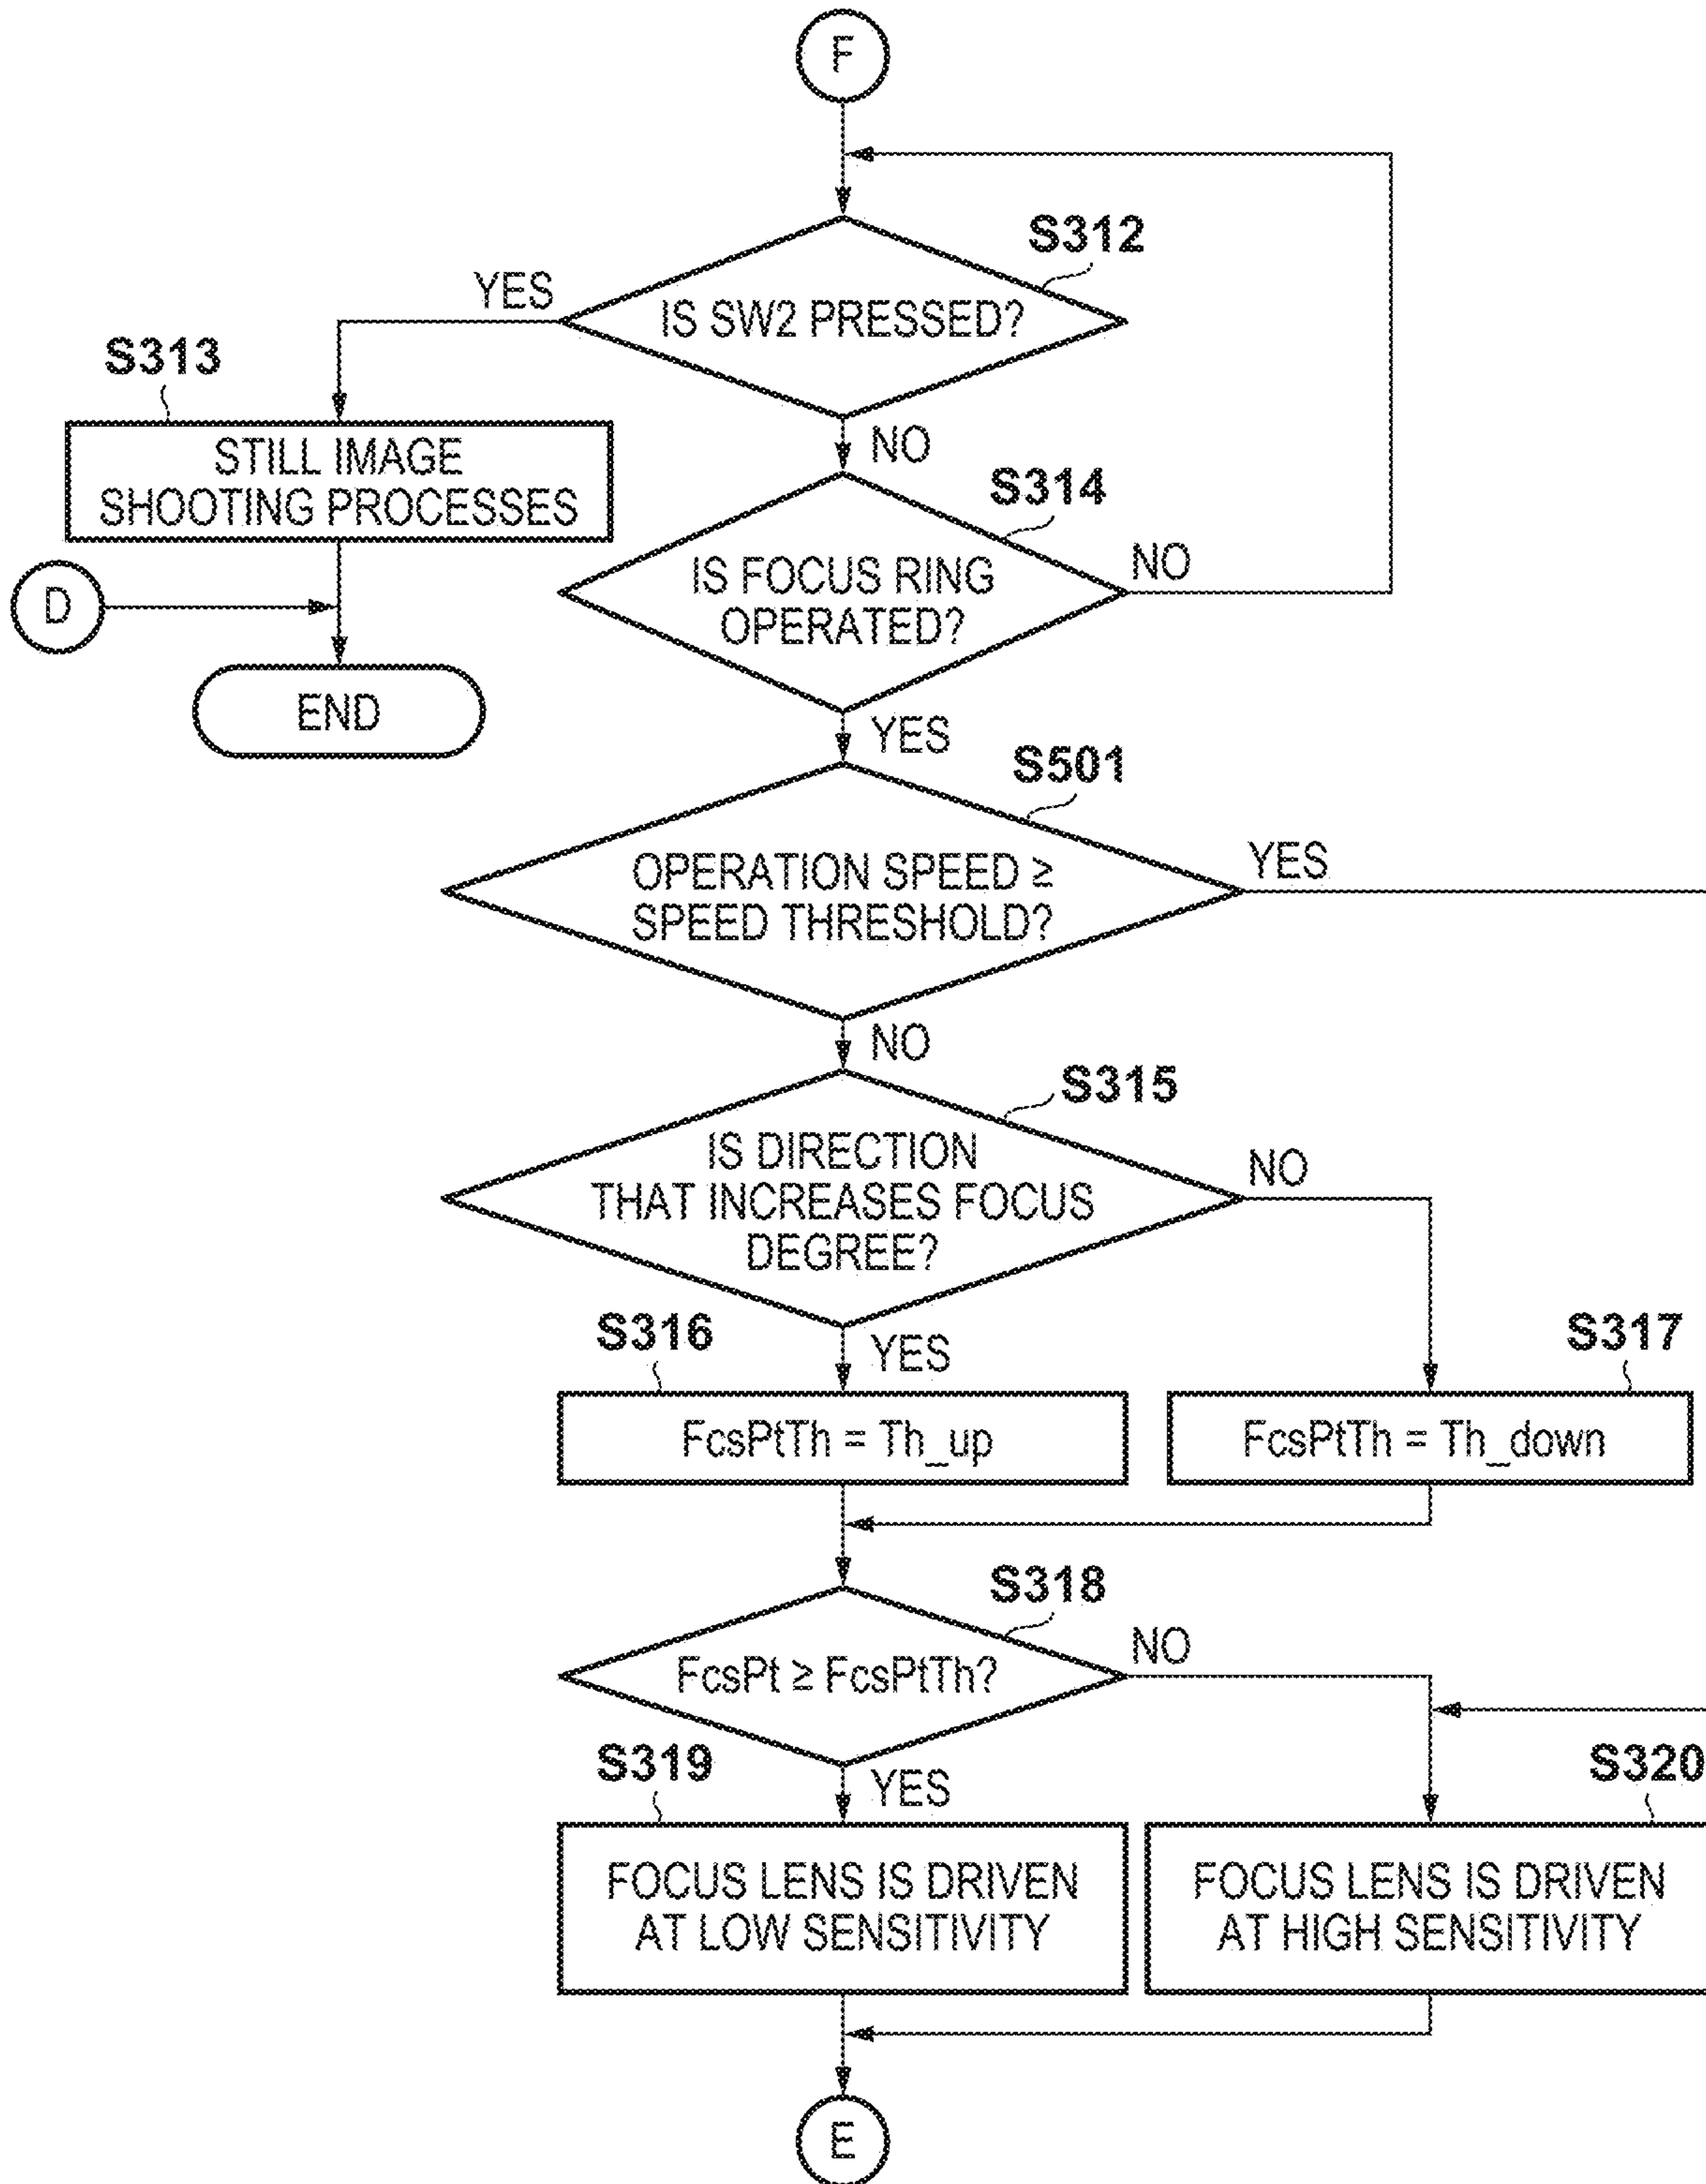 F
S312
YES
IS SW2 PRESSED?
S313
NO
STILL IMAGE
SHOOTING PROCESSES
S314
D
IS FOCUS RING
OPERATED?
NO
END
YES
S501
OPERATION SPEED ≥
SPEED THRESHOLD?
YES
NO
S315
IS DIRECTION
THAT INCREASES FOCUS
DEGREE?
NO
S316
YES
S317
FcsPtTh = Th_up
FcsPtTh = Th_down
S318
FcsPt ≥ FcsPtTh?
NO
S319
YES
S320
FOCUS LENS IS DRIVEN
AT LOW SENSITIVITY
FOCUS LENS IS DRIVEN
AT HIGH SENSITIVITY
E